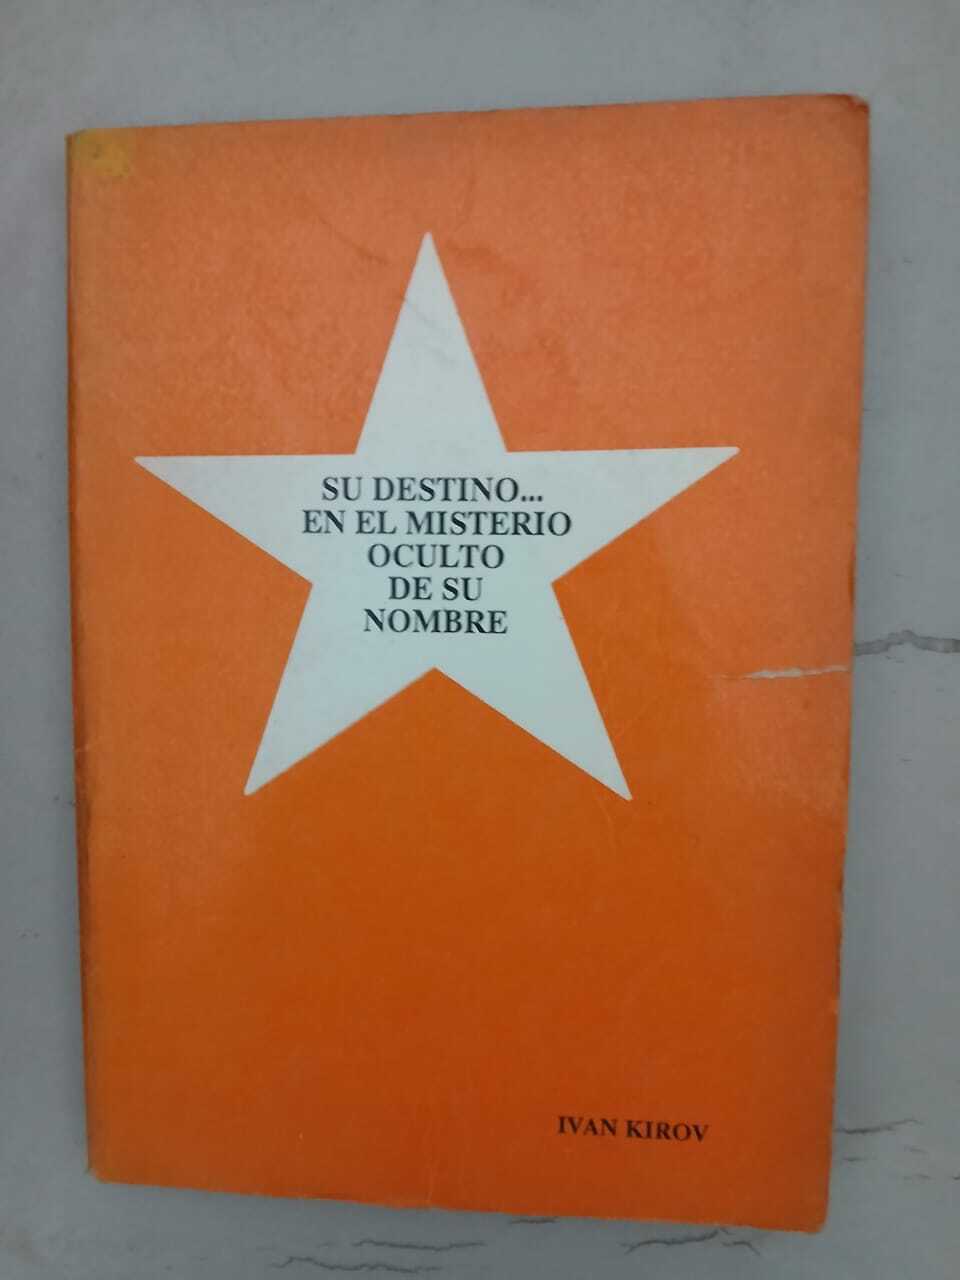 SU DESTINO...
EN EL MISTERIO
OCULTO
DE SU
NOMBRE
IVAN KIROV